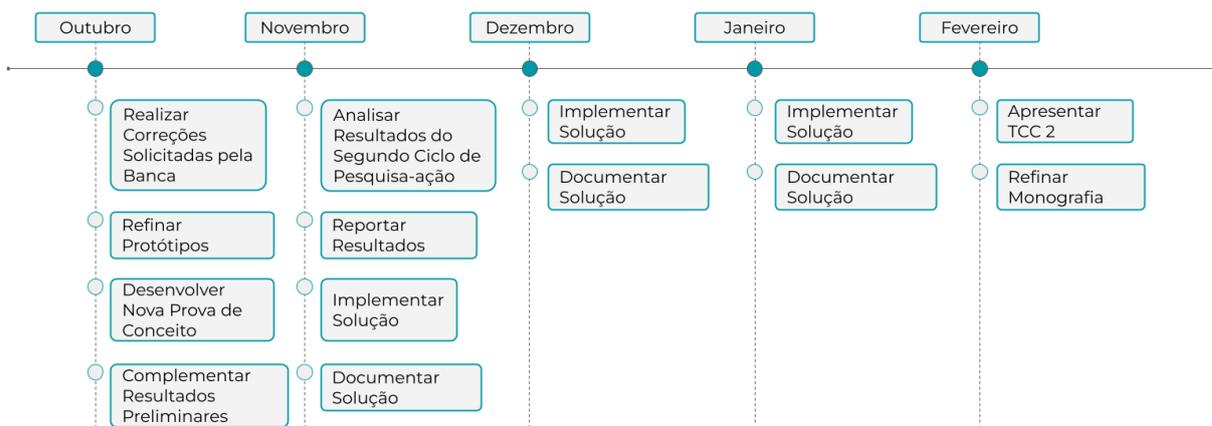 Outubro
Novembro
Dezembro
Janeiro
Fevereiro
Realizar
Correções
Solicitadas pela
Banca
Refinar
Protótipos
Desenvolver
Nova Prova de
Conceito
Complementar
Resultados
Preliminares
Analisar
Resultados do
Segundo Ciclo de
Pesquisa-ação
Reportar
Resultados
Implementar
Solução
Documentar
Solução
Implementar
Solução
Documentar
Solução
Implementar
Solução
Documentar
Solução
Apresentar
TCC 2
Refinar
Monografia